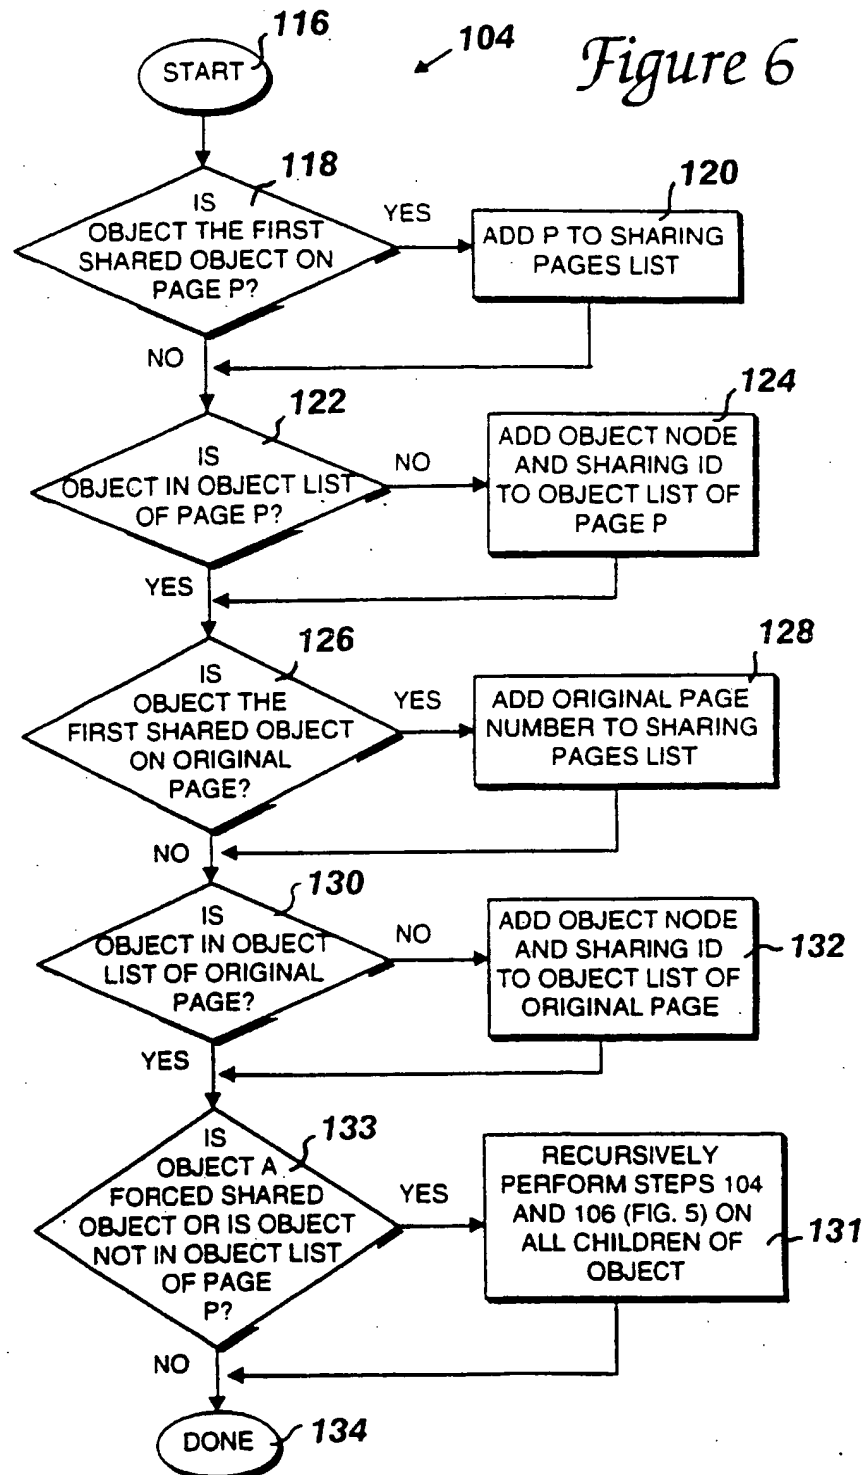 116
104
Figure 6
START
118
IS
OBJECT THE FIRST
SHARED OBJECT ON
PAGE P?
YES
120
ADD P TO SHARING
PAGES LIST
NO
122
IS
OBJECT IN OBJECT LIST
OF PAGE P?
NO
124
ADD OBJECT NODE
AND SHARING ID
TO OBJECT LIST OF
PAGE P
YES
126
IS
OBJECT THE
FIRST SHARED OBJECT
ON ORIGINAL
PAGE?
YES
128
ADD ORIGINAL PAGE
NUMBER TO SHARING
PAGES LIST
NO
130
IS
OBJECT IN OBJECT
LIST OF ORIGINAL
PAGE?
NO
ADD OBJECT NODE
AND SHARING ID
TO OBJECT LIST OF
ORIGINAL PAGE
132
YES
133
IS
OBJECT A
FORCED SHARED
OBJECT OR IS OBJECT
NOT IN OBJECT LIST
OF PAGE
P?
YES
RECURSIVELY
PERFORM STEPS 104
AND 106 (FIG. 5) ON
ALL CHILDREN OF
OBJECT
131
NO
DONE
134